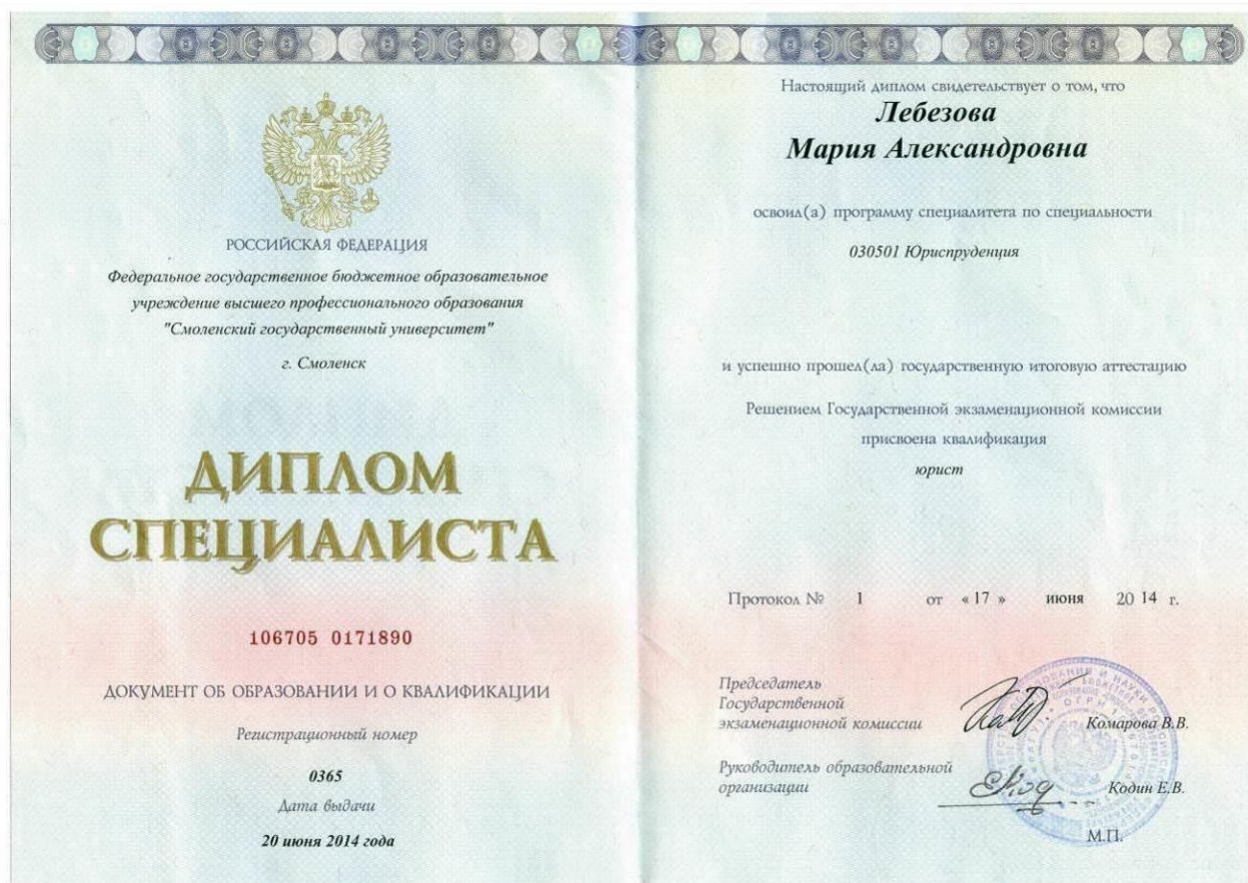 РОССИЙСКАЯ ФЕДЕРАЦИЯ
Федеральное государственное бюджетное образовательное
учреждение высшего профессионального образования
"Смоленский государственный университет"
г. Смоленск
ДИПЛОМ
СПЕЦИАЛИСТА
106705 0171890
ДОКУМЕНТ ОБ ОБРАЗОВАНИИ И О КВАЛИФИКАЦИИ
Регистрационный номер
0365
Дата выдачи
20 июня 2014 года
Настоящий диплом свидетельствует о том, что
Лебезова
Мария Александровна
освоил(а) программу специалитета по специальности
030501 Юриспруденция
и успешно прошел(ла) государственную итоговую аттестацию
Решением Государственной экзаменационной комиссии
присвоена квалификация
юрист
Протокол № 1 от « 17 » июня 20 14 г.
Председатель
Государственной
экзаменационной комиссии Комарова В.В.
Руководитель образовательной
организации Кодин Е.В.
М.П.